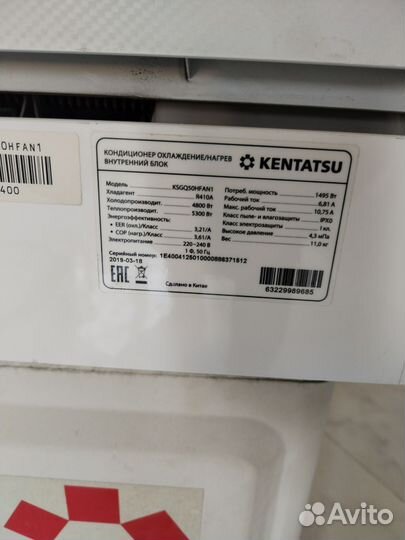 0HFAN1
400
КОНДИЦИОНЕР ОХЛАЖДЕНИЕ/НАГРЕВ
ВНУТРЕННИЙ БЛОК
KENTATSU
Модель KSGQ50HFAN1
Хладагент R410A
Холодопроизводит. 4800 Вт
Теплопроизводит. 5300 Вт
Энергоэффективность:
• EER (охл.)/Класс 3,21/A
• COP (нагр.)/Класс 3,61/A
Электропитание 220-240 В
1 Ф, 50 Гц
Потреб. мощность 1495 Вт
Рабочий ток 6,81 А
Макс. рабочий ток 10,75 А
Класс пыле- и влагозащиты IPX0
Класс электрозащиты I кл.
Высокое давление 4,3 мПа
Вес 11,0 кг
Серийный номер: 1E4004125010000886371512
2019-03-18
EAC
Сделано в Китае
63229989685
Avito